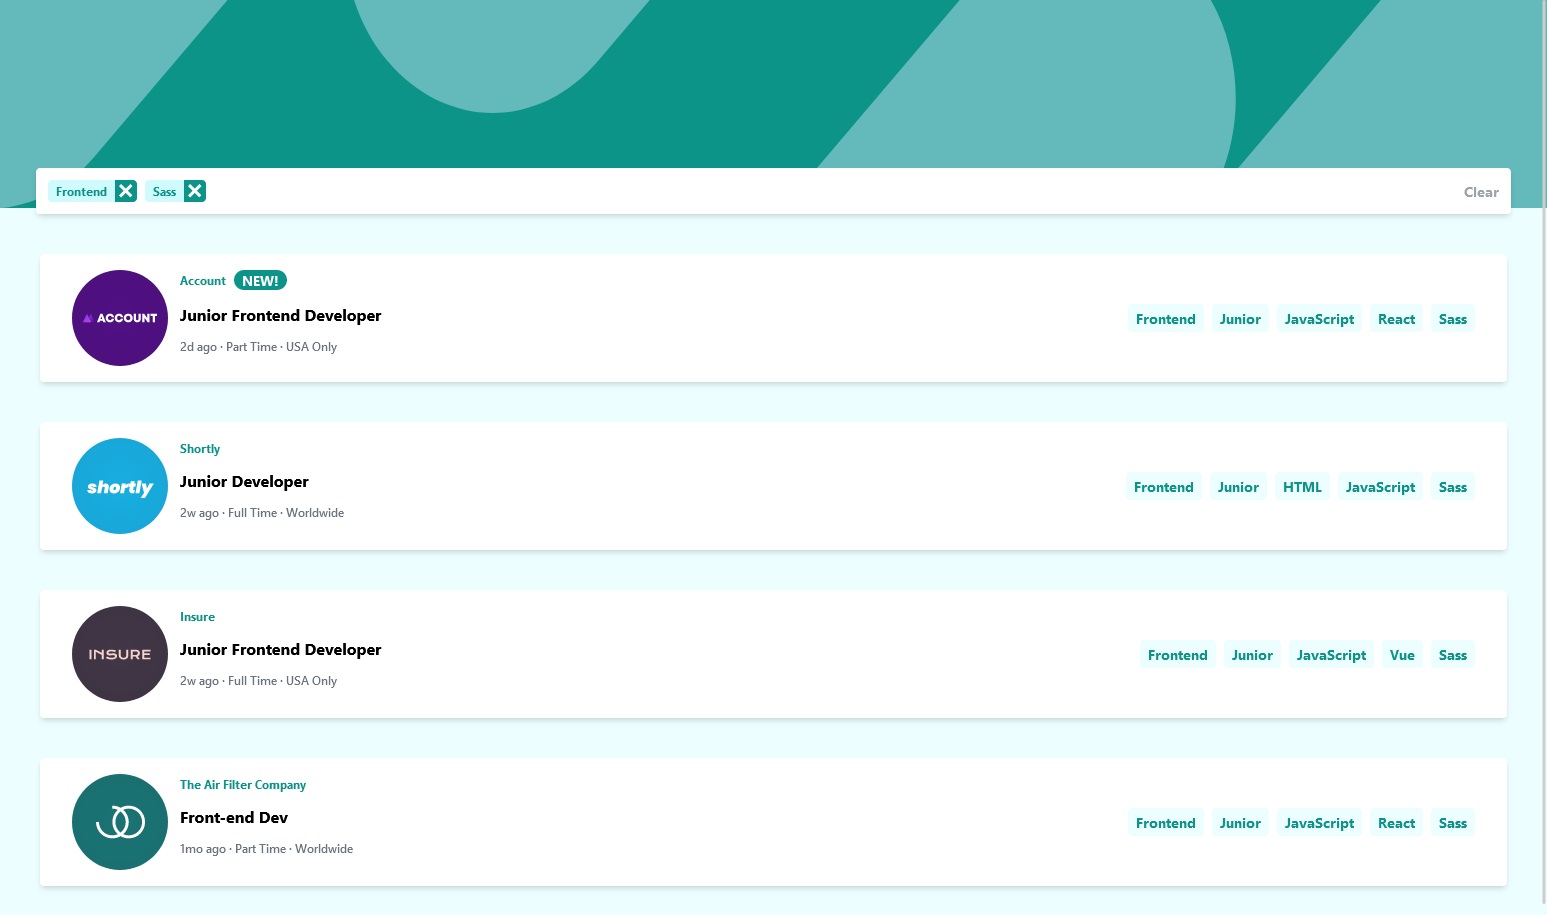 Frontend Sass Clear
Account NEW!
ACCOUNT
Junior Frontend Developer
2d ago · Part Time · USA Only
Frontend Junior JavaScript React Sass
Shortly
shortly
Junior Developer
2w ago · Full Time · Worldwide
Frontend Junior HTML JavaScript Sass
Insure
INSURE
Junior Frontend Developer
2w ago · Full Time · USA Only
Frontend Junior JavaScript Vue Sass
The Air Filter Company
Front-end Dev
1mo ago · Part Time · Worldwide
Frontend Junior JavaScript React Sass